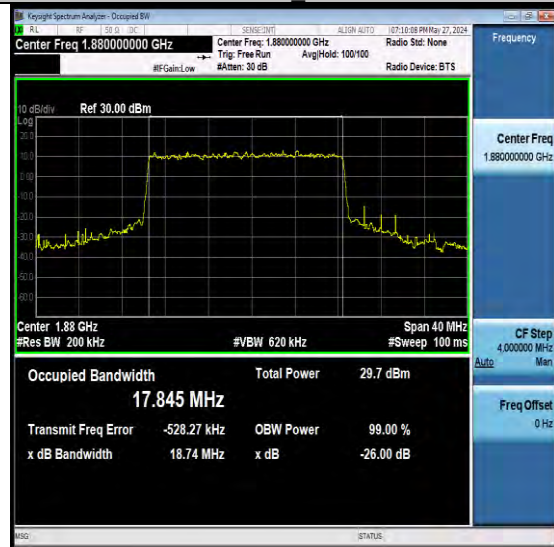 Keysight Spectrum Analyzer - Occupied BW
RL RF 50 Ω DC SENSE:INT ALIGN AUTO 07:10:08 PM May 27, 2024
Center Freq 1.880000000 GHz
Center Freq: 1.880000000 GHz
Radio Std: None
Trig: Free Run Avg|Hold: 100/100
#IFGain:Low #Atten: 30 dB Radio Device: BTS
10 dB/div Ref 30.00 dBm
Log
20.0
10.0
0.00
-10.0
-20.0
-30.0
-40.0
-50.0
-60.0
Center 1.88 GHz Span 40 MHz
#Res BW 200 kHz #VBW 620 kHz #Sweep 100 ms
Occupied Bandwidth Total Power 29.7 dBm
17.845 MHz
Transmit Freq Error -528.27 kHz OBW Power 99.00 %
x dB Bandwidth 18.74 MHz x dB -26.00 dB
MSG STATUS
Frequency
Center Freq
1.880000000 GHz
CF Step
4.000000 MHz
Auto Man
Freq Offset
0 Hz